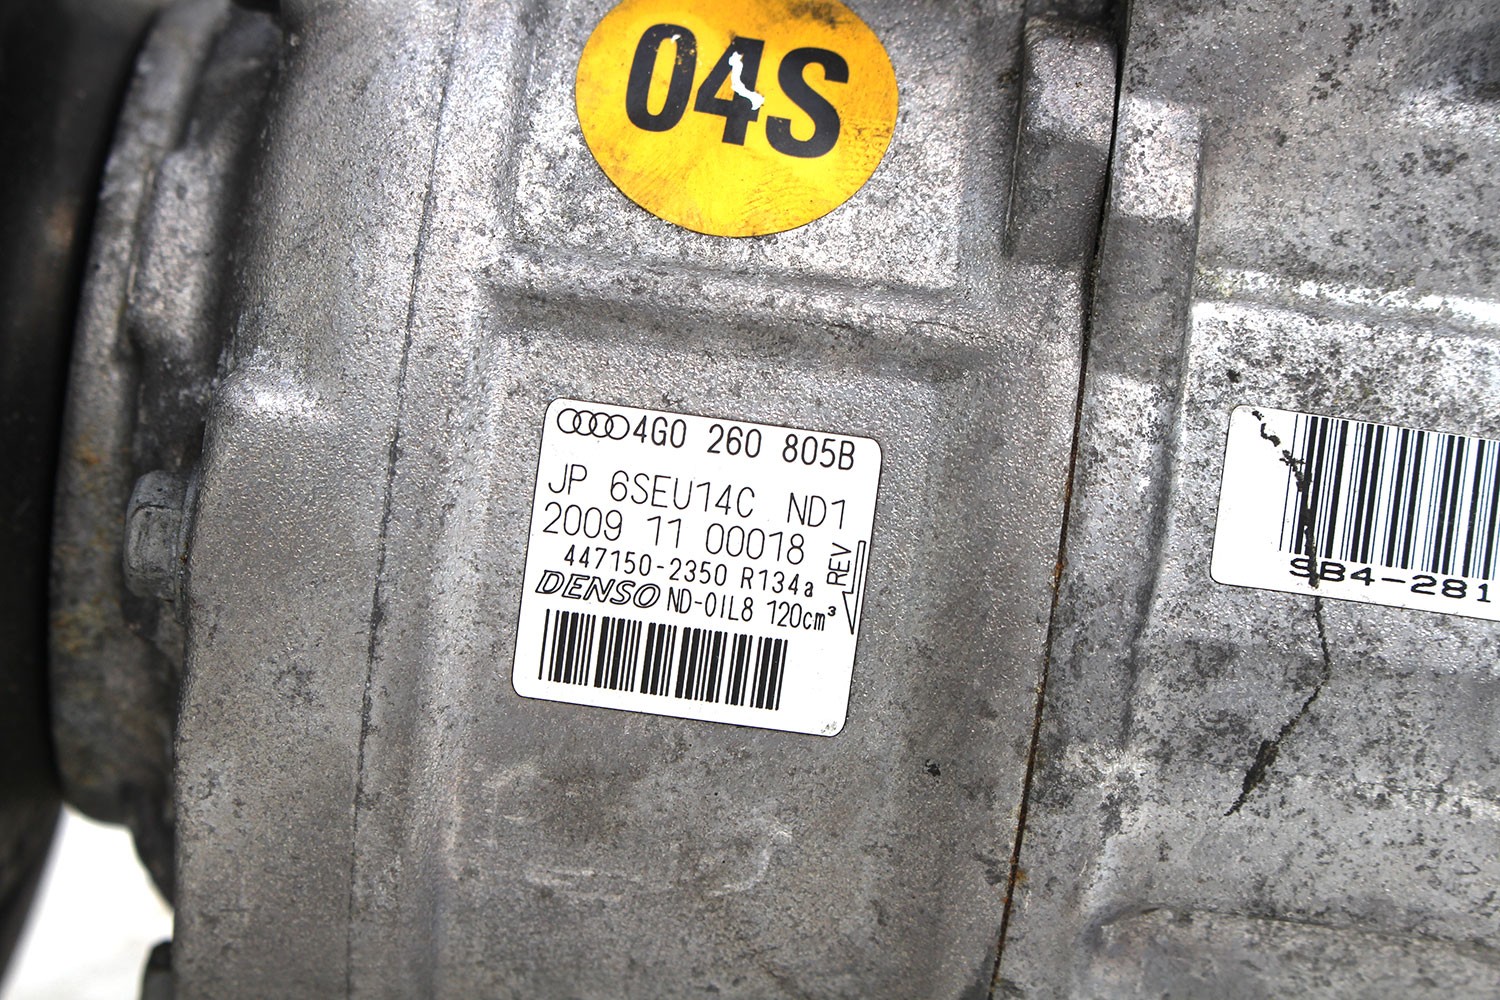 04S
4G0 260 805B
JP 6SEU14C ND1
2009 11 00018
447150-2350 R134a
REV
DENSO ND-OIL8 120cm³
SB4-281